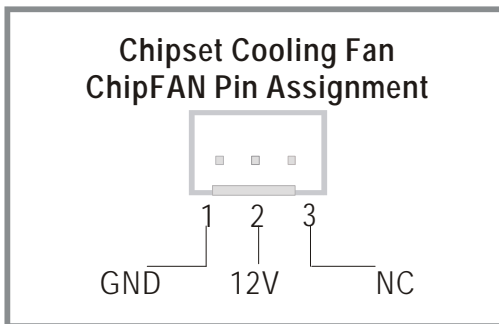 Chipset Cooling Fan
ChipFAN Pin Assignment
1 2 3
GND 12V NC